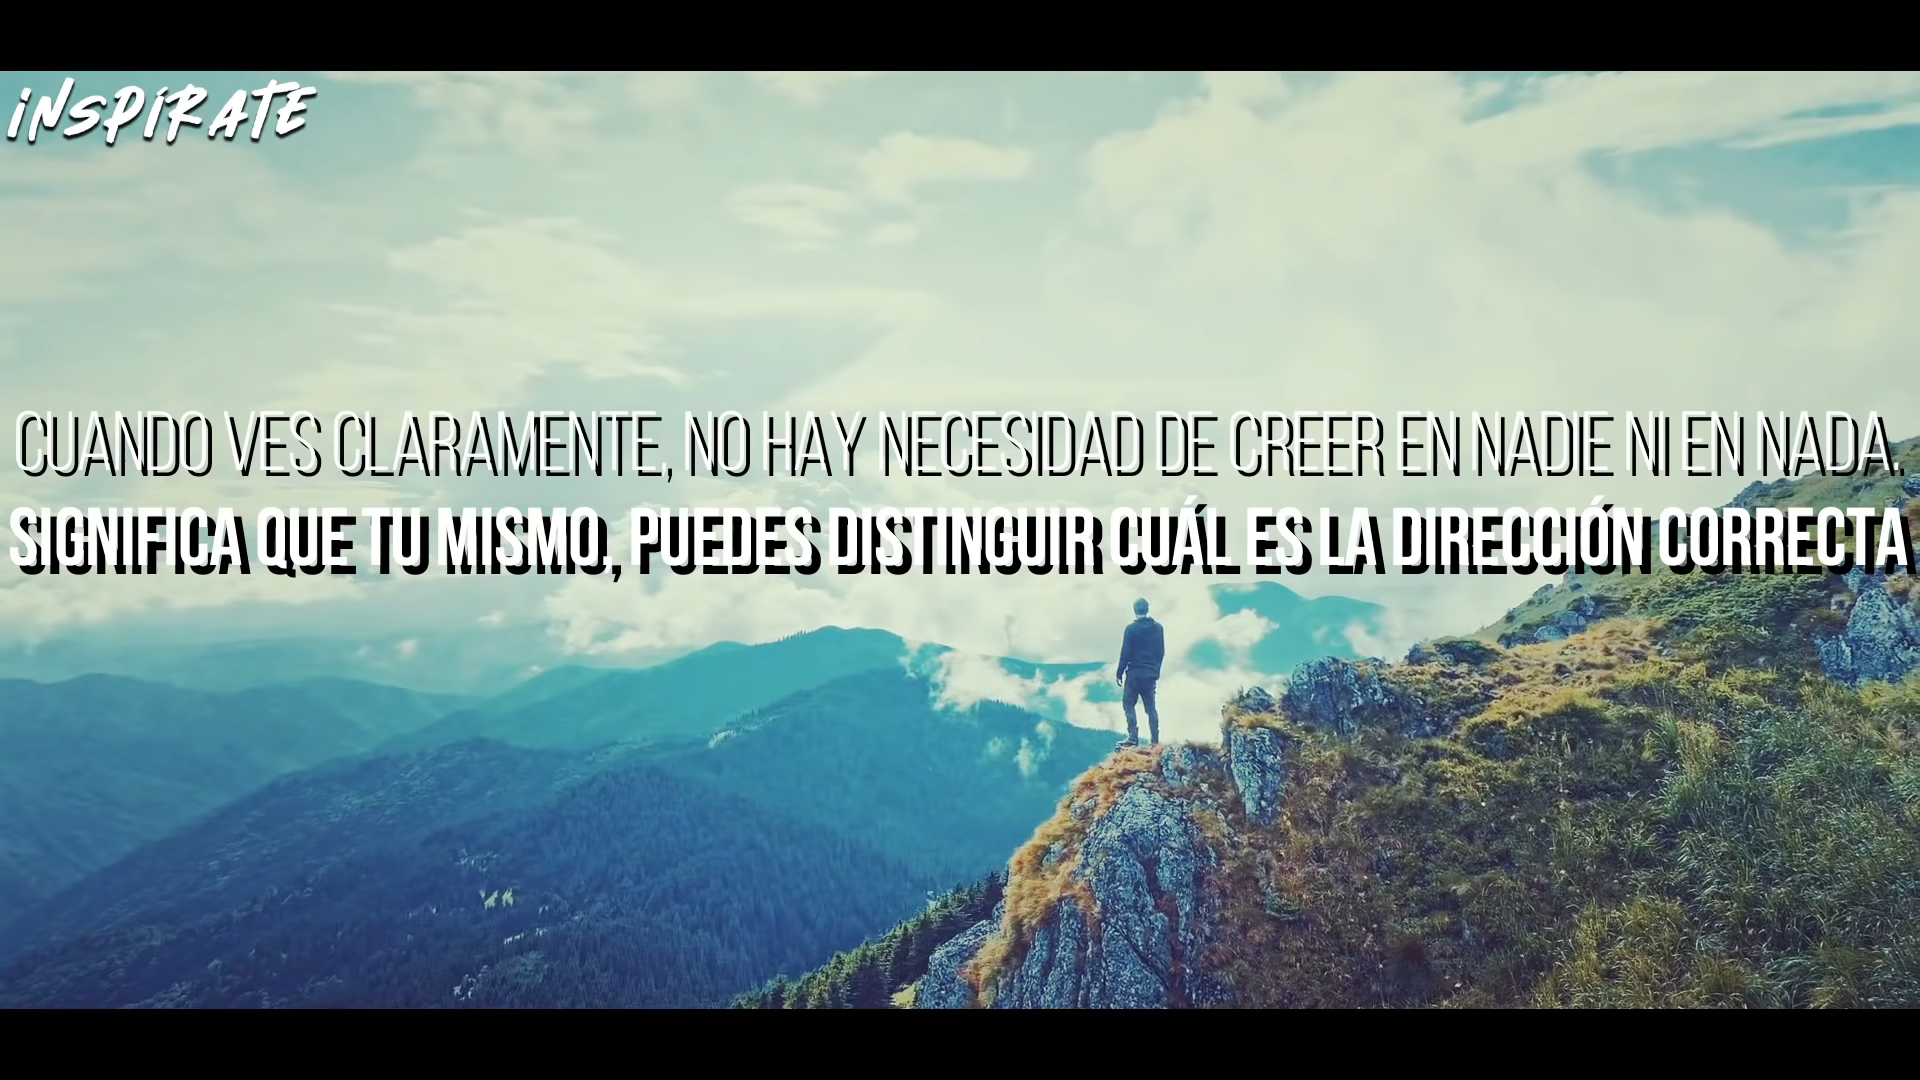 INSPÍRATE
CUANDO VES CLARAMENTE, NO HAY NECESIDAD DE CREER EN NADIE NI EN NADA.
SIGNIFICA QUE TU MISMO, PUEDES DISTINGUIR CUÁL ES LA DIRECCIÓN CORRECTA